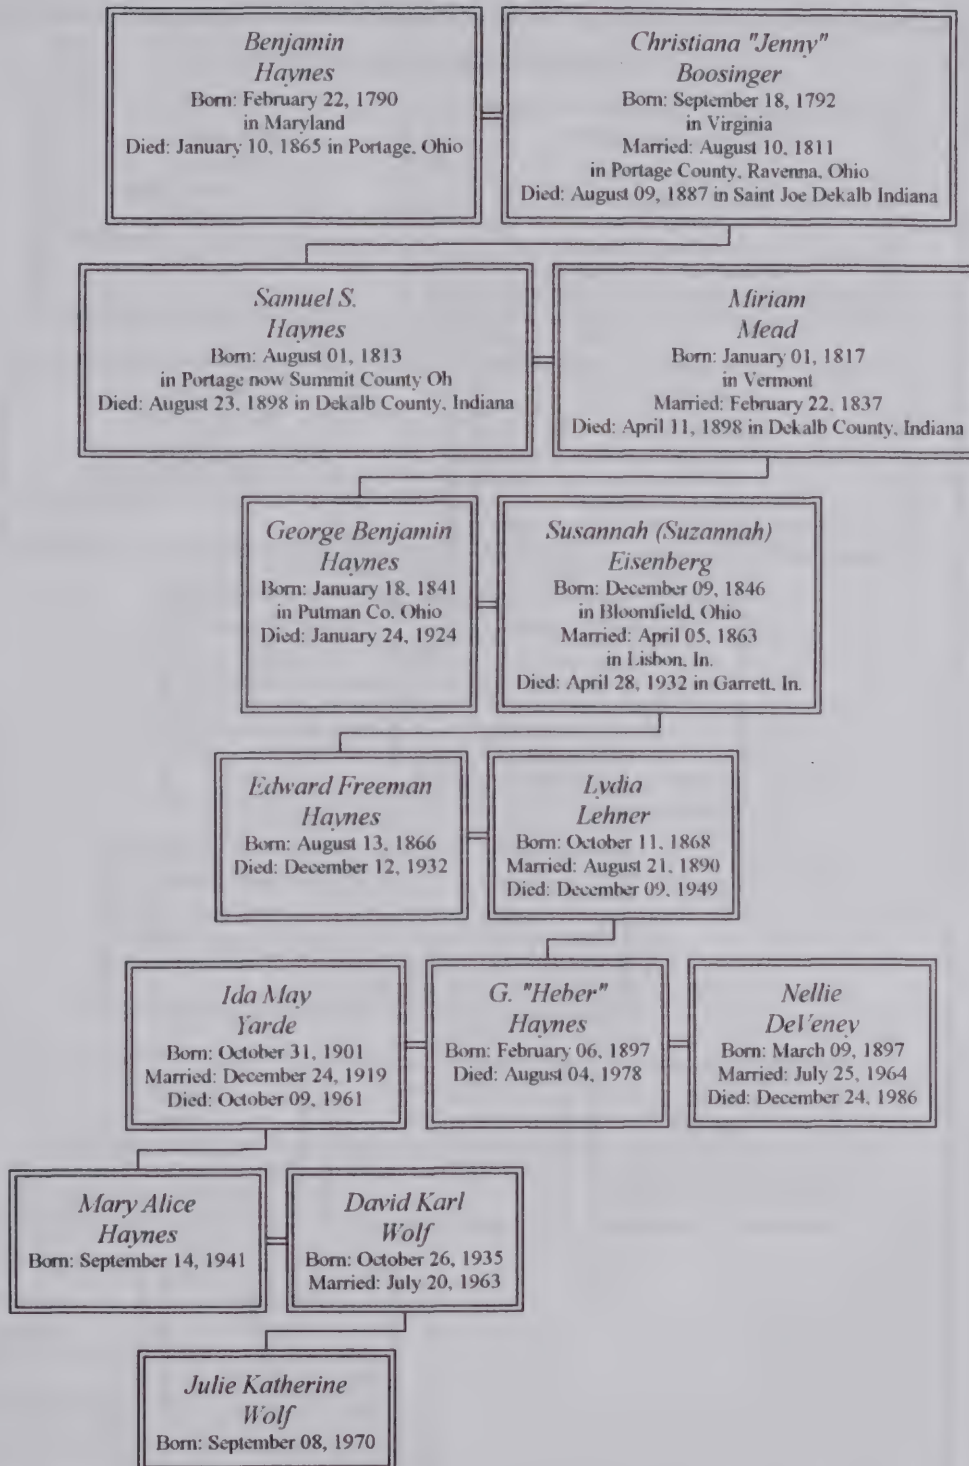 Benjamin
Haynes
Born: February 22, 1790
in Maryland
Died: January 10, 1865 in Portage, Ohio
Christiana "Jenny"
Boosinger
Born: September 18, 1792
in Virginia
Married: August 10, 1811
in Portage County, Ravenna, Ohio
Died: August 09, 1887 in Saint Joe Dekalb Indiana
Samuel S.
Haynes
Born: August 01, 1813
in Portage now Summit County Oh
Died: August 23, 1898 in Dekalb County, Indiana
Miriam
Mead
Born: January 01, 1817
in Vermont
Married: February 22, 1837
Died: April 11, 1898 in Dekalb County, Indiana
George Benjamin
Haynes
Born: January 18, 1841
in Putman Co. Ohio
Died: January 24, 1924
Susannah (Suzannah)
Eisenberg
Born: December 09, 1846
in Bloomfield, Ohio
Married: April 05, 1863
in Lisbon, In.
Died: April 28, 1932 in Garrett, In.
Edward Freeman
Haynes
Born: August 13, 1866
Died: December 12, 1932
Lydia
Lehner
Born: October 11, 1868
Married: August 21, 1890
Died: December 09, 1949
Ida May
Yarde
Born: October 31, 1901
Married: December 24, 1919
Died: October 09, 1961
G. "Heber"
Haynes
Born: February 06, 1897
Died: August 04, 1978
Nellie
DeVeney
Born: March 09, 1897
Married: July 25, 1964
Died: December 24, 1986
Mary Alice
Haynes
Born: September 14, 1941
David Karl
Wolf
Born: October 26, 1935
Married: July 20, 1963
Julie Katherine
Wolf
Born: September 08, 1970